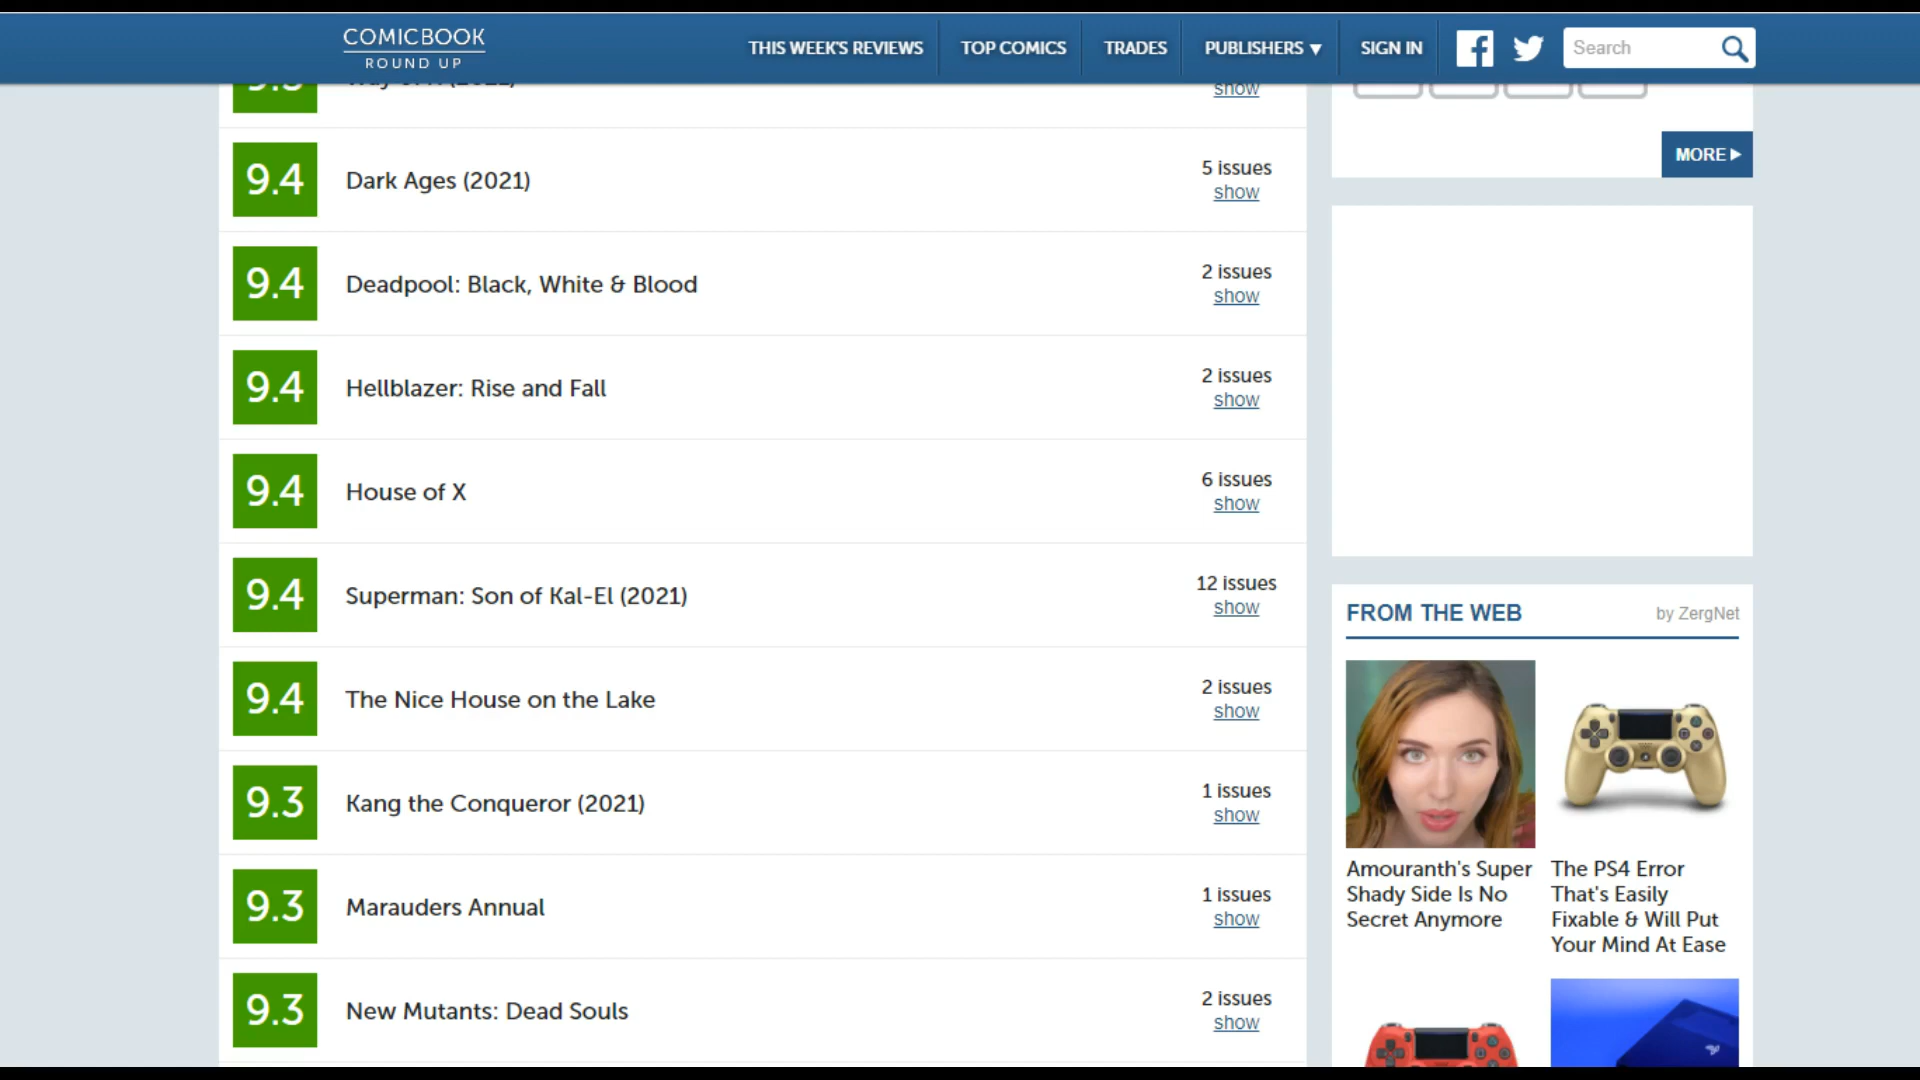 COMICBOOK
ROUND UP
THIS WEEK'S REVIEWS
TOP COMICS
TRADES
PUBLISHERS ▼
SIGN IN
Search
show
MORE
9.4
Dark Ages (2021)
5 issues
show
9.4
Deadpool: Black, White & Blood
2 issues
show
9.4
Hellblazer: Rise and Fall
2 issues
show
9.4
House of X
6 issues
show
9.4
Superman: Son of Kal-El (2021)
12 issues
show
9.4
The Nice House on the Lake
2 issues
show
9.3
Kang the Conqueror (2021)
1 issues
show
9.3
Marauders Annual
1 issues
show
9.3
New Mutants: Dead Souls
2 issues
show
FROM THE WEB
by ZergNet
Amouranth's Super
Shady Side Is No
Secret Anymore
The PS4 Error
That's Easily
Fixable & Will Put
Your Mind At Ease